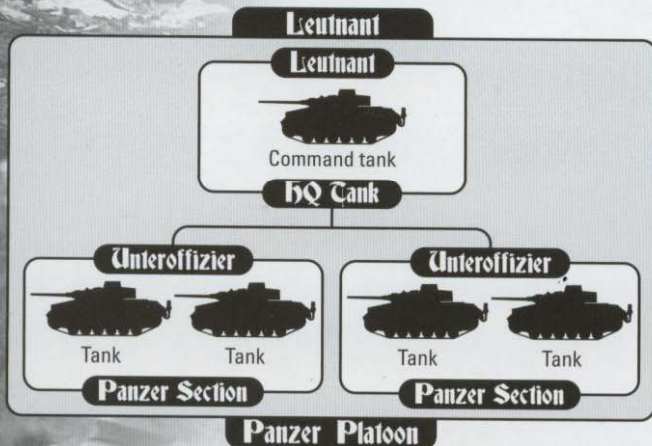 Leutnant
Leutnant
Command tank
HQ Tank
Unteroffizier Unteroffizier
Tank Tank Tank Tank
Panzer Section Panzer Section
Panzer Platoon